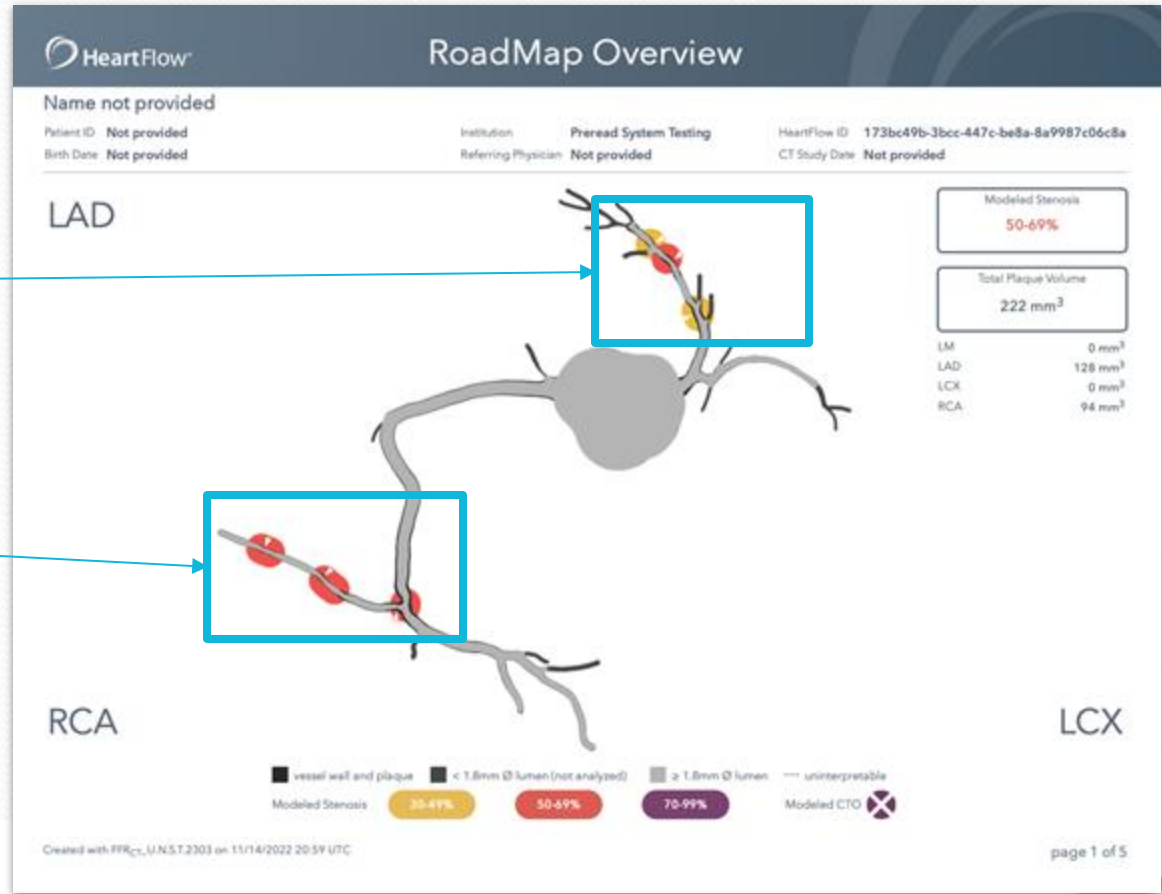 HeartFlow
RoadMap Overview
Name not provided
Patient ID Not provided
Institution Preread System Testing
HeartFlow ID 173bc49b-3bcc-447c-be8a-8a9987c06c8a
Birth Date Not provided
Referring Physician Not provided
CT Study Date Not provided
LAD
Modeled Stenosis
50-69%
Total Plaque Volume
222 mm³
LM 0 mm³
LAD 128 mm³
LCX 0 mm³
RCA 94 mm³
RCA
LCX
vessel wall and plaque < 1.8mm Ø lumen (not analyzed) ≥ 1.8mm Ø lumen uninterpretable
Modeled Stenosis 30-49% 50-69% 70-99% Modeled CTO
Created with FFRCT, U.N.S.T.2303 on 11/14/2022 20:59 UTC
page 1 of 5